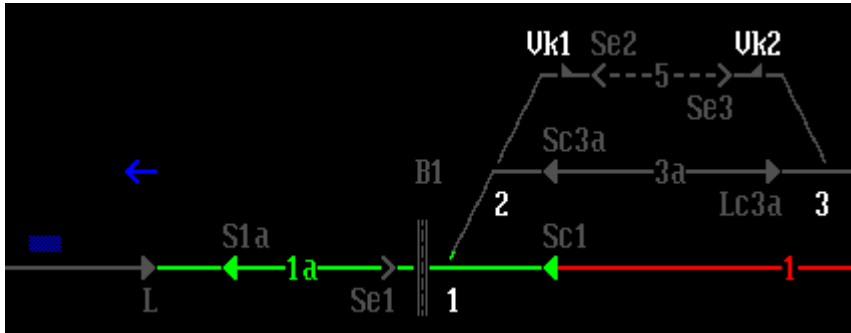 Vk1 Se2 Vk2
5
Se3
Sc3a
B1 3a
2 Lc3a 3
S1a Sc1
1a 1
L Se1 1